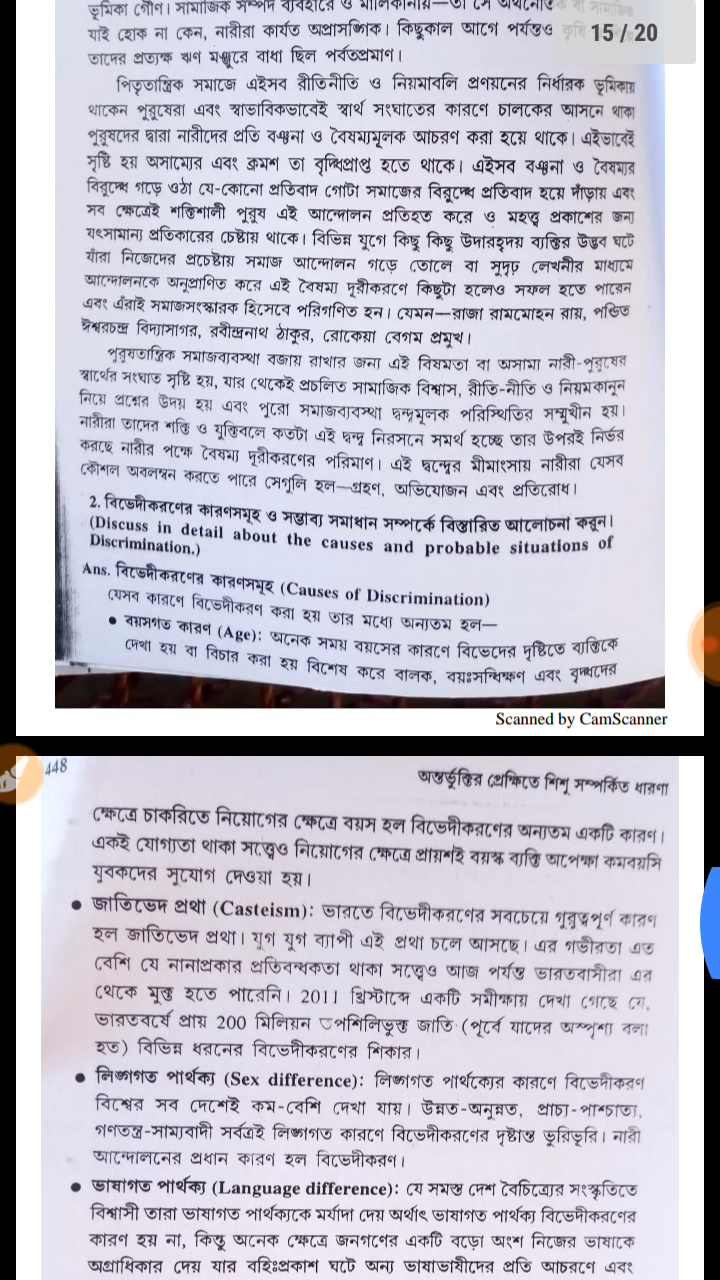 ভূমিকা গৌণ। সামাজিক সম্পদ ব্যবহারে ও মালিকানায়—তা সে অর্থনৈতিক বা সামাজিক
যাই হোক না কেন, নারীরা কার্যত অপ্রাসঙ্গিক। কিছুকাল আগে পর্যন্তও কৃষি
15 / 20
তাদের প্রত্যক্ষ ঋণ মঞ্জুরে বাধা ছিল পর্বতপ্রমাণ।
পিতৃতান্ত্রিক সমাজে এইসব রীতিনীতি ও নিয়মাবলি প্রণয়নের নির্ধারক ভূমিকায়
থাকেন পুরুষেরা এবং স্বাভাবিকভাবেই স্বার্থ সংঘাতের কারণে চালকের আসনে থাকা
পুরুষদের দ্বারা নারীদের প্রতি বঞ্চনা ও বৈষম্যমূলক আচরণ করা হয়ে থাকে। এইভাবেই
সৃষ্টি হয় অসাম্যের এবং ক্রমশ তা বৃদ্ধিপ্রাপ্ত হতে থাকে। এইসব বঞ্চনা ও বৈষম্যর
বিরুদ্ধে গড়ে ওঠা যে-কোনো প্রতিবাদ গোটা সমাজের বিরুদ্ধে প্রতিবাদ হয়ে দাঁড়ায় এবং
সব ক্ষেত্রেই শক্তিশালী পুরুষ এই আন্দোলন প্রতিহত করে ও মহত্ত্ব প্রকাশের জন্য
যৎসামান্য প্রতিকারের চেষ্টায় থাকে। বিভিন্ন যুগে কিছু কিছু উদারহৃদয় ব্যক্তির উদ্ভব ঘটে
যাঁরা নিজেদের প্রচেষ্টায় সমাজ আন্দোলন গড়ে তোলে বা সুদৃঢ় লেখনীর মাধ্যমে
আন্দোলনকে অনুপ্রাণিত করে এই বৈষম্য দূরীকরণে কিছুটা হলেও সফল হতে পারেন
এবং এঁরাই সমাজসংস্কারক হিসেবে পরিগণিত হন। যেমন—রাজা রামমোহন রায়, পণ্ডিত
ঈশ্বরচন্দ্র বিদ্যাসাগর, রবীন্দ্রনাথ ঠাকুর, রোকেয়া বেগম প্রমুখ।
পুরুষতান্ত্রিক সমাজব্যবস্থা বজায় রাখার জন্য এই বিষমতা বা অসাম্য নারী-পুরুষের
স্বার্থের সংঘাত সৃষ্টি হয়, যার থেকেই প্রচলিত সামাজিক বিশ্বাস, রীতি-নীতি ও নিয়মকানুন
নিয়ে প্রশ্নের উদয় হয় এবং পুরো সমাজব্যবস্থা দ্বন্দ্বমূলক পরিস্থিতির সম্মুখীন হয়।
নারীরা তাদের শক্তি ও যুক্তিবলে কতটা এই দ্বন্দ্ব নিরসনে সমর্থ হচ্ছে তার উপরই নির্ভর
করছে নারীর পক্ষে বৈষম্য দূরীকরণের পরিমাণ। এই দ্বন্দ্বের মীমাংসায় নারীরা যেসব
কৌশল অবলম্বন করতে পারে সেগুলি হল—গ্রহণ, অভিযোজন এবং প্রতিরোধ।
2. বিভেদীকরণের কারণসমূহ ও সম্ভাব্য সমাধান সম্পর্কে বিস্তারিত আলোচনা করুন।
(Discuss in detail about the causes and probable situations of
Discrimination.)
Ans. বিভেদীকরণের কারণসমূহ (Causes of Discrimination)
যেসব কারণে বিভেদীকরণ করা হয় তার মধ্যে অন্যতম হল—
• বয়সগত কারণ (Age): অনেক সময় বয়সের কারণে বিভেদের দৃষ্টিতে ব্যক্তিকে
দেখা হয় বা বিচার করা হয় বিশেষ করে বালক, বয়ঃসন্ধিক্ষণ এবং বৃদ্ধদের
Scanned by CamScanner
448
অন্তর্ভুক্তির প্রেক্ষিতে শিশু সম্পর্কিত ধারণা
ক্ষেত্রে চাকরিতে নিয়োগের ক্ষেত্রে বয়স হল বিভেদীকরণের অন্যতম একটি কারণ।
একই যোগ্যতা থাকা সত্ত্বেও নিয়োগের ক্ষেত্রে প্রায়শই বয়স্ক ব্যক্তি অপেক্ষা কমবয়সি
যুবকদের সুযোগ দেওয়া হয়।
• জাতিভেদ প্রথা (Casteism): ভারতে বিভেদীকরণের সবচেয়ে গুরুত্বপূর্ণ কারণ
হল জাতিভেদ প্রথা। যুগ যুগ ব্যাপী এই প্রথা চলে আসছে। এর গভীরতা এত
বেশি যে নানাপ্রকার প্রতিবন্ধকতা থাকা সত্ত্বেও আজ পর্যন্ত ভারতবাসীরা এর
থেকে মুক্ত হতে পারেনি। 2011 খ্রিস্টাব্দে একটি সমীক্ষায় দেখা গেছে যে,
ভারতবর্ষে প্রায় 200 মিলিয়ন তপশিলিভুক্ত জাতি (পূর্বে যাদের অস্পৃশ্য বলা
হত) বিভিন্ন ধরনের বিভেদীকরণের শিকার।
• লিঙ্গগত পার্থক্য (Sex difference): লিঙ্গগত পার্থক্যের কারণে বিভেদীকরণ
বিশ্বের সব দেশেই কম-বেশি দেখা যায়। উন্নত-অনুন্নত, প্রাচ্য-পাশ্চাত্য,
গণতন্ত্র-সাম্যবাদী সর্বত্রই লিঙ্গগত কারণে বিভেদীকরণের দৃষ্টান্ত ভুরিভুরি। নারী
আন্দোলনের প্রধান কারণ হল বিভেদীকরণ।
• ভাষাগত পার্থক্য (Language difference): যে সমস্ত দেশ বৈচিত্র্যের সংস্কৃতিতে
বিশ্বাসী তারা ভাষাগত পার্থক্যকে মর্যাদা দেয় অর্থাৎ ভাষাগত পার্থক্য বিভেদীকরণের
কারণ হয় না, কিন্তু অনেক ক্ষেত্রে জনগণের একটি বড়ো অংশ নিজের ভাষাকে
অগ্রাধিকার দেয় যার বহিঃপ্রকাশ ঘটে অন্য ভাষাভাষীদের প্রতি আচরণে এবং